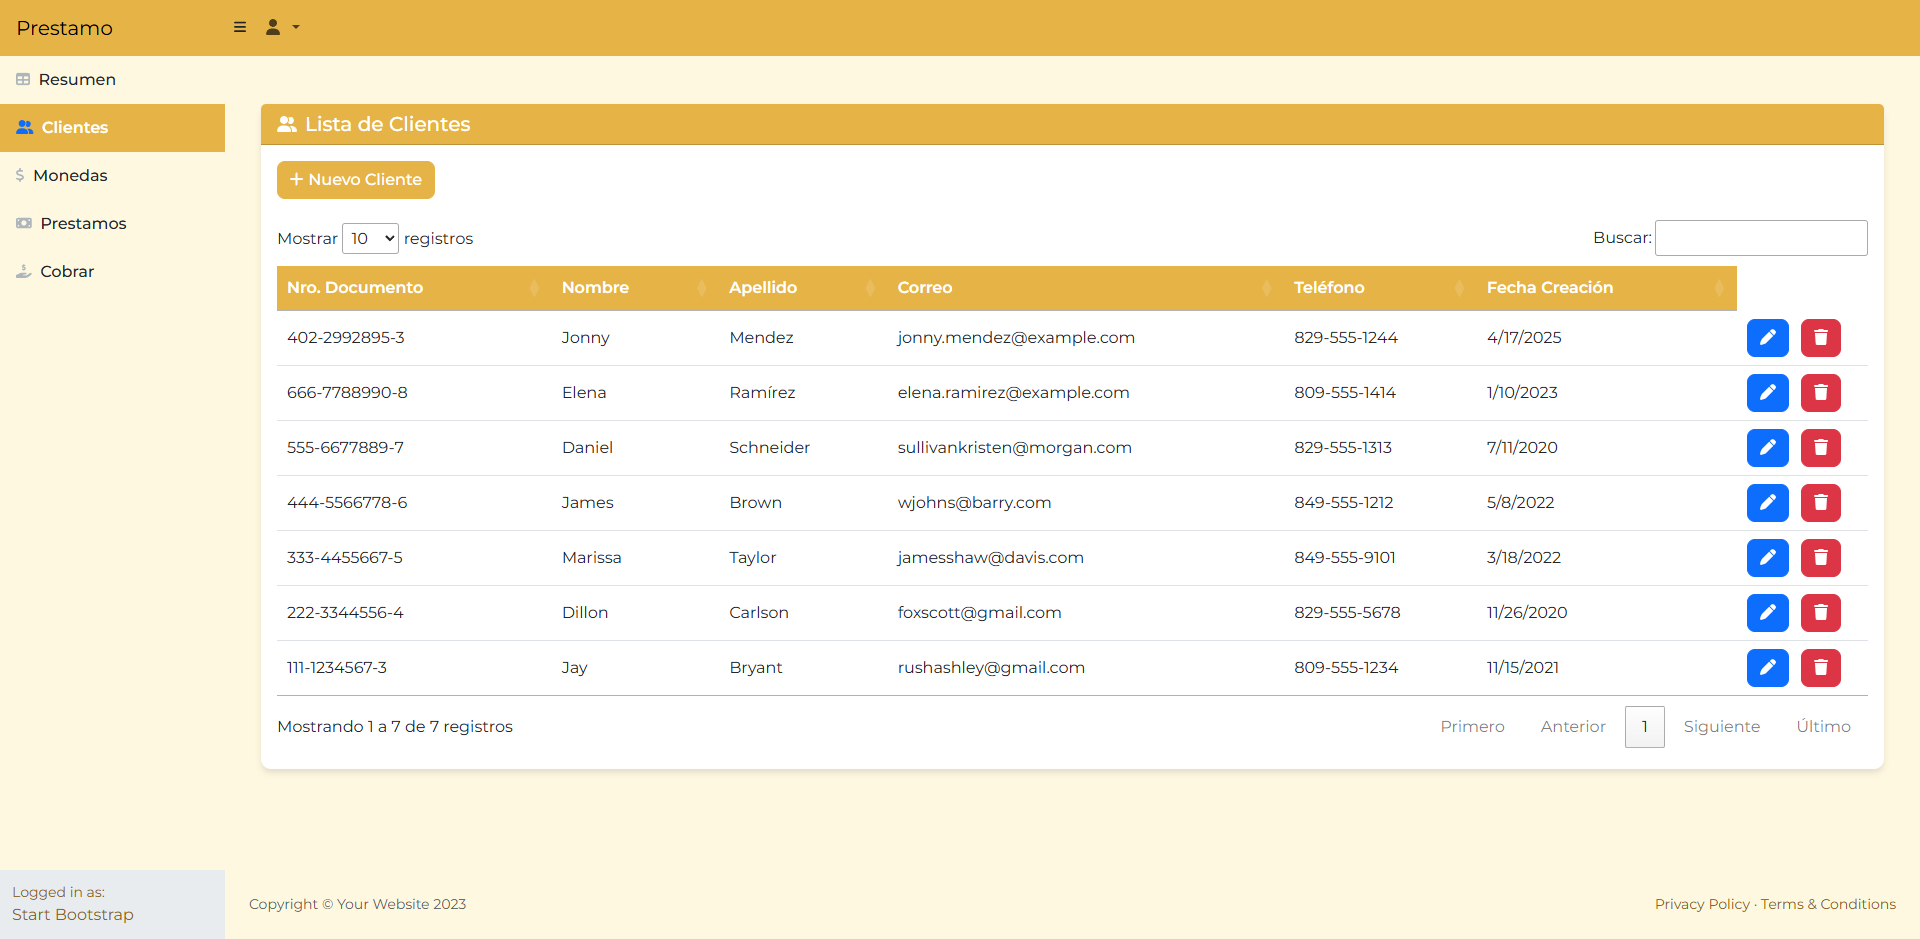 Prestamo
Resumen
Clientes
Monedas
Prestamos
Cobrar
Lista de Clientes
+ Nuevo Cliente
Mostrar 10 registros
Buscar:
Nro. Documento Nombre Apellido Correo Teléfono Fecha Creación
402-2992895-3 Jonny Mendez jonny.mendez@example.com 829-555-1244 4/17/2025
666-7788990-8 Elena Ramírez elena.ramirez@example.com 809-555-1414 1/10/2023
555-6677889-7 Daniel Schneider sullivankristen@morgan.com 829-555-1313 7/11/2020
444-5566778-6 James Brown wjohns@barry.com 849-555-1212 5/8/2022
333-4455667-5 Marissa Taylor jamesshaw@davis.com 849-555-9101 3/18/2022
222-3344556-4 Dillon Carlson foxscott@gmail.com 829-555-5678 11/26/2020
111-1234567-3 Jay Bryant rushashley@gmail.com 809-555-1234 11/15/2021
Mostrando 1 a 7 de 7 registros
Primero Anterior 1 Siguiente Último
Logged in as:
Start Bootstrap
Copyright © Your Website 2023
Privacy Policy · Terms & Conditions